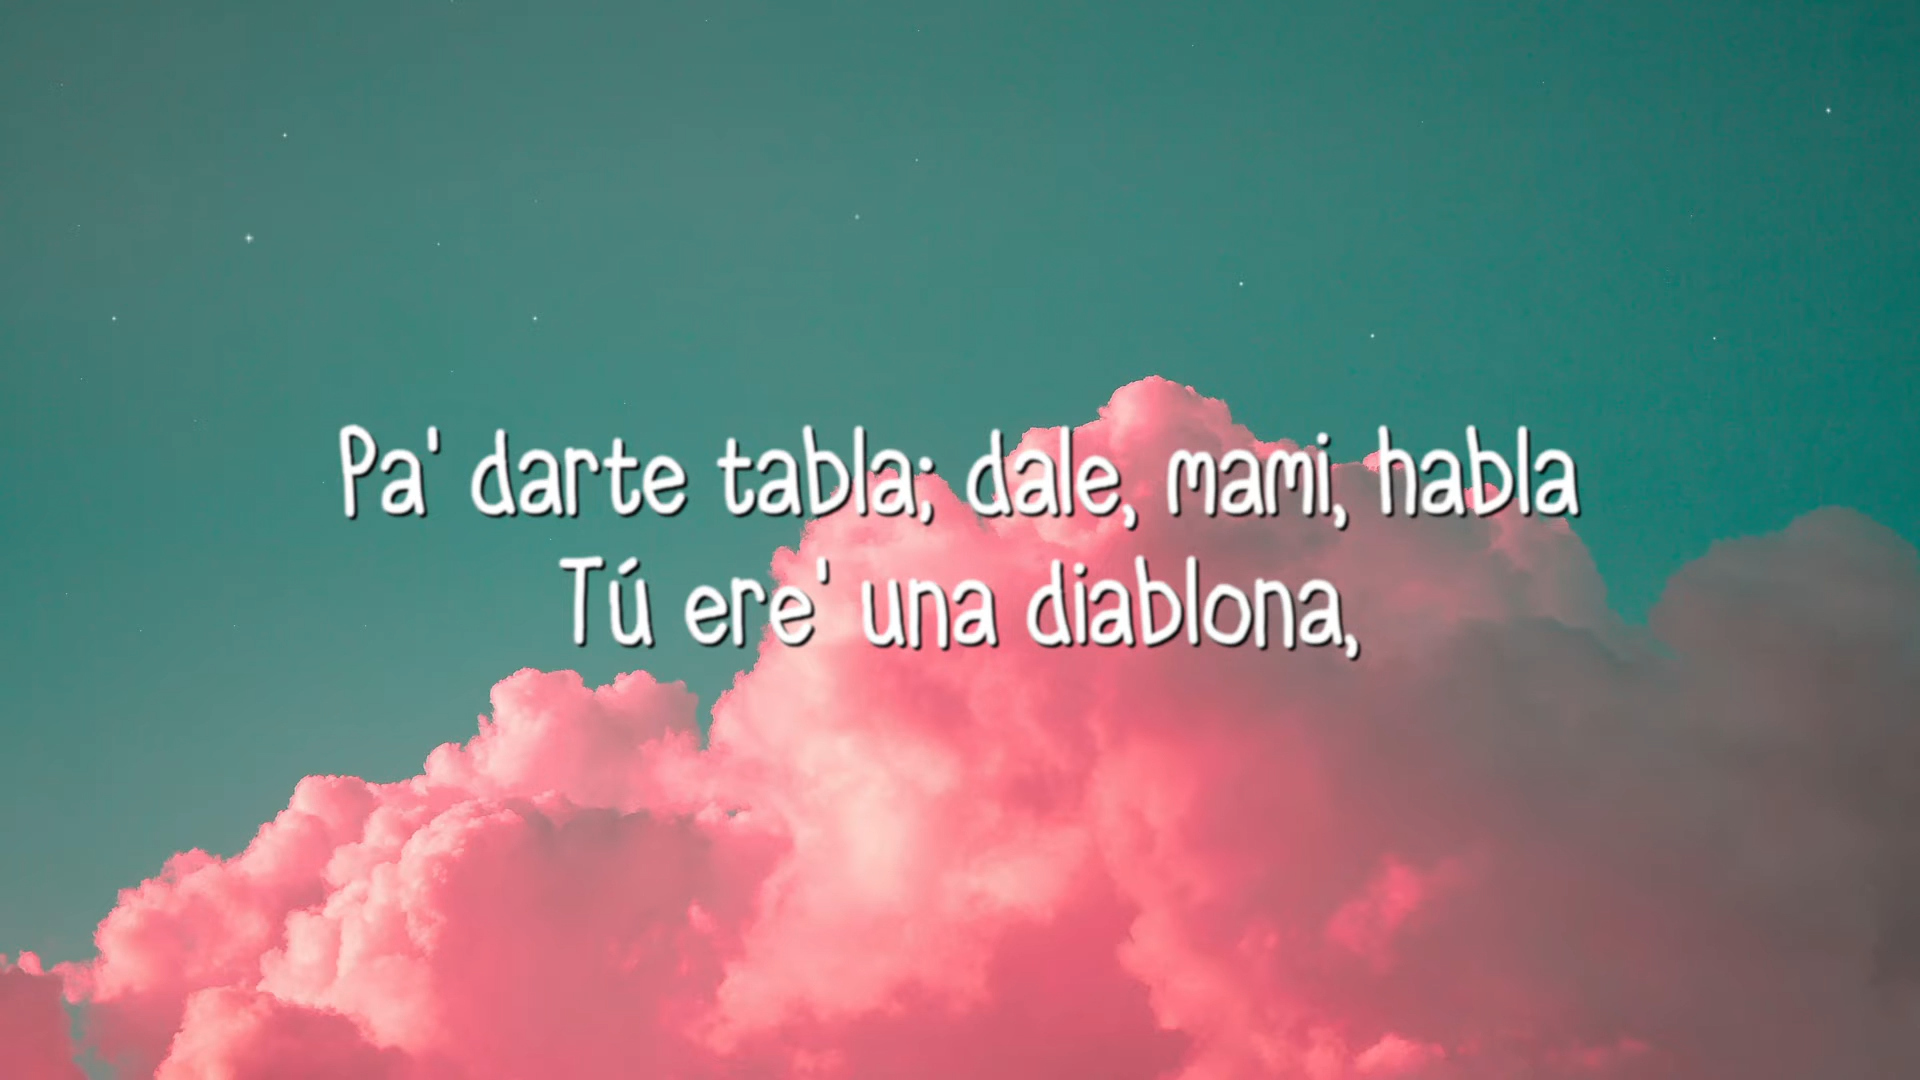 Pa' darte tabla; dale, mami, habla
Tú ere' una diablona,